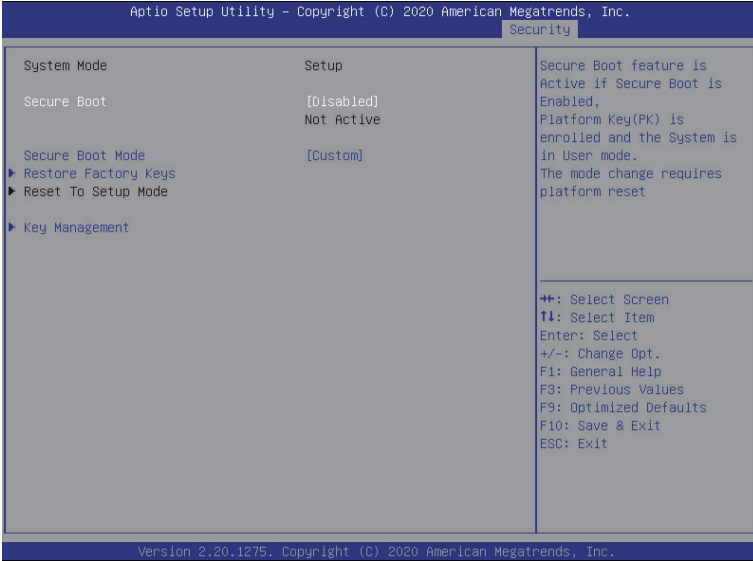 Aptio Setup Utility – Copyright (C) 2020 American Megatrends, Inc.
Security
System Mode Setup
Secure Boot [Disabled]
Not Active
Secure Boot Mode [Custom]
▶ Restore Factory Keys
▶ Reset To Setup Mode
▶ Key Management
Secure Boot feature is
Active if Secure Boot is
Enabled,
Platform Key(PK) is
enrolled and the System is
in User mode.
The mode change requires
platform reset
→←: Select Screen
↑↓: Select Item
Enter: Select
+/-: Change Opt.
F1: General Help
F3: Previous Values
F9: Optimized Defaults
F10: Save & Exit
ESC: Exit
Version 2.20.1275. Copyright (C) 2020 American Megatrends, Inc.